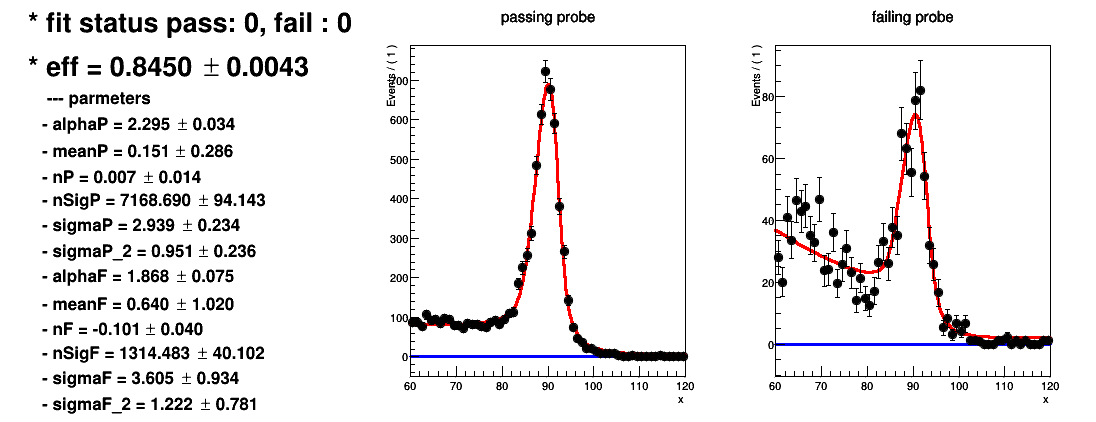 * fit status pass: 0, fail : 0
* eff = 0.8450 ± 0.0043
--- parmeters
- alphaP = 2.295 ± 0.034
- meanP = 0.151 ± 0.286
- nP = 0.007 ± 0.014
- nSigP = 7168.690 ± 94.143
- sigmaP = 2.939 ± 0.234
- sigmaP_2 = 0.951 ± 0.236
- alphaF = 1.868 ± 0.075
- meanF = 0.640 ± 1.020
- nF = -0.101 ± 0.040
- nSigF = 1314.483 ± 40.102
- sigmaF = 3.605 ± 0.934
- sigmaF_2 = 1.222 ± 0.781
passing probe
Events / ( 1 )
700
600
500
400
300
200
100
0
60 70 80 90 100 110 120
x
failing probe
Events / ( 1 )
80
60
40
20
0
60 70 80 90 100 110 120
x